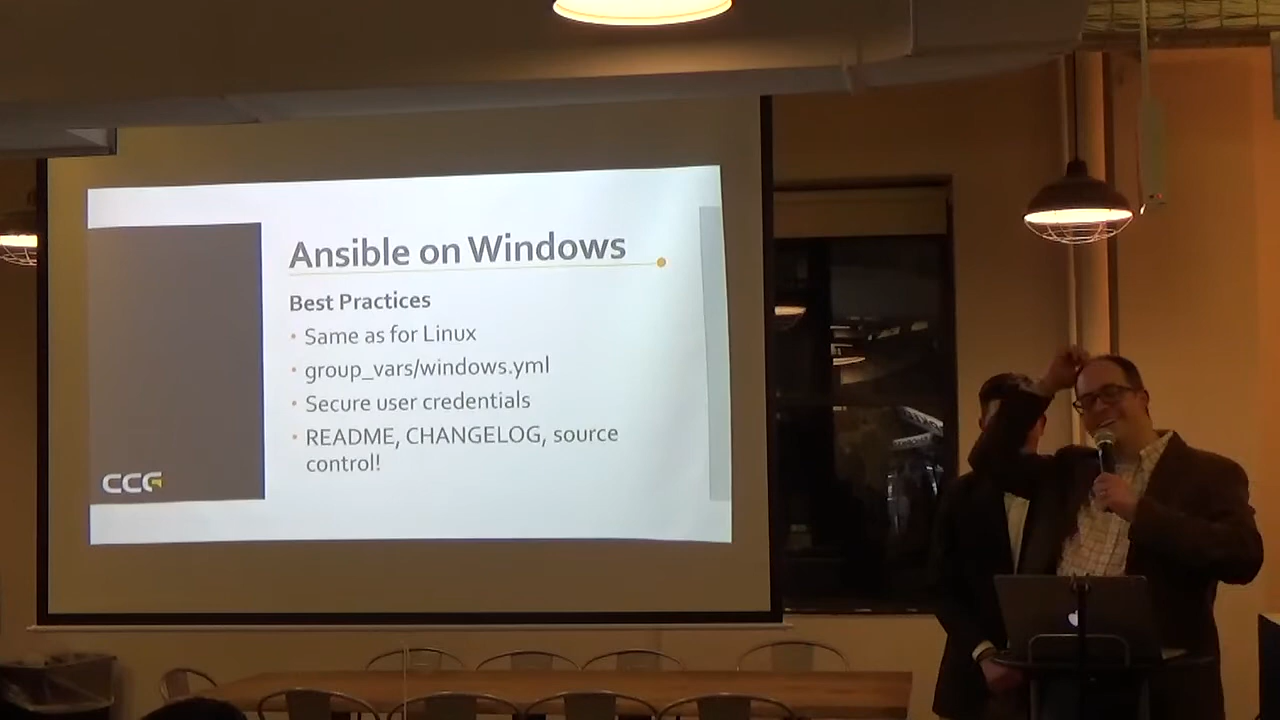 Ansible on Windows
Best Practices
• Same as for Linux
• group_vars/windows.yml
• Secure user credentials
• README, CHANGELOG, source
control!
CCG